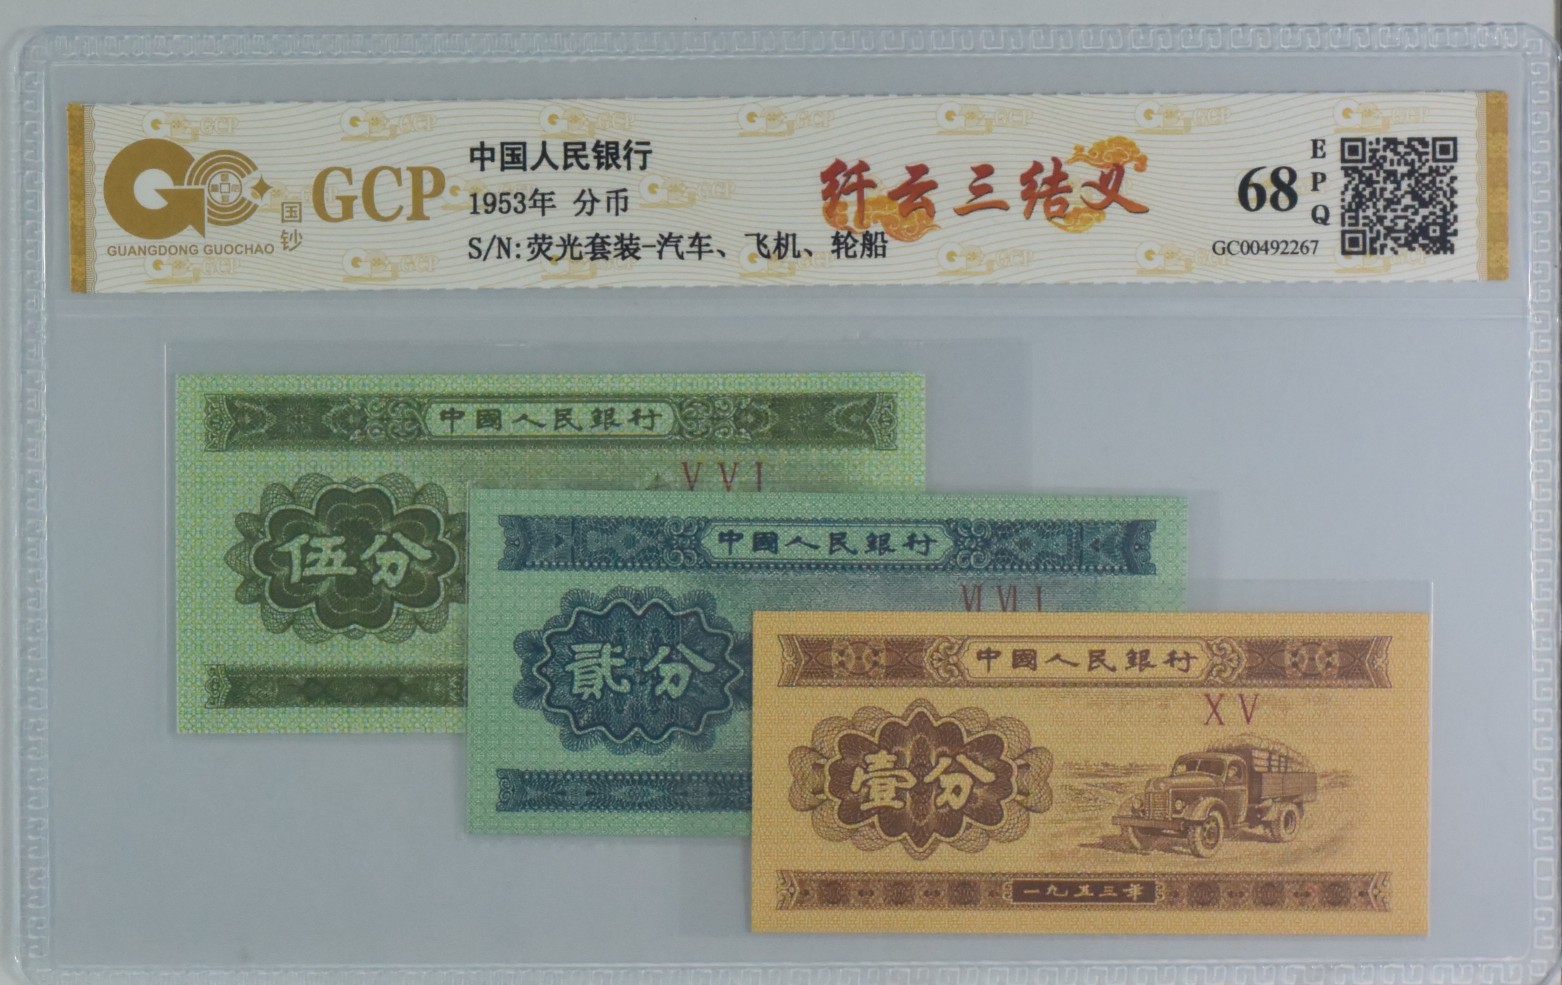 GCP
国钞
GUANGDONG GUOCHAO
中国人民银行
1953年 分币
S/N:荧光套装-汽车、飞机、轮船
纤云三结义
68
EPQ
GC00492267
中國人民銀行
V V I
伍分
中國人民銀行
VI VI I
貳分
中國人民銀行
X V
壹分
一九五三年